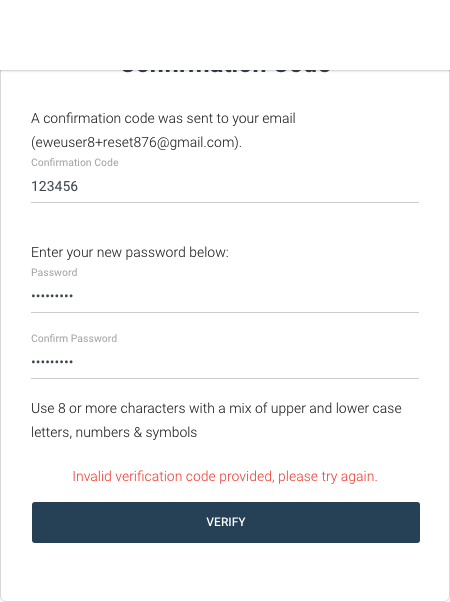 Confirmation Code
A confirmation code was sent to your email
(eweuser8+reset876@gmail.com).
Confirmation Code
123456
Enter your new password below:
Password
•••••••••
Confirm Password
•••••••••
Use 8 or more characters with a mix of upper and lower case
letters, numbers & symbols
Invalid verification code provided, please try again.
VERIFY